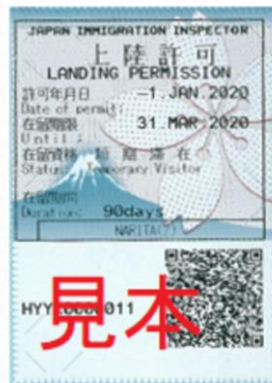 JAPAN IMMIGRATION INSPECTOR
上陸許可
LANDING PERMISSION
許可年月日 -1.JAN.2020
Date of permit:
在留期限 31.MAR.2020
Until:
在留資格 短期滞在
Status: Temporary Visitor
在留期間
Duration: 90days
NARITA(2)
見本